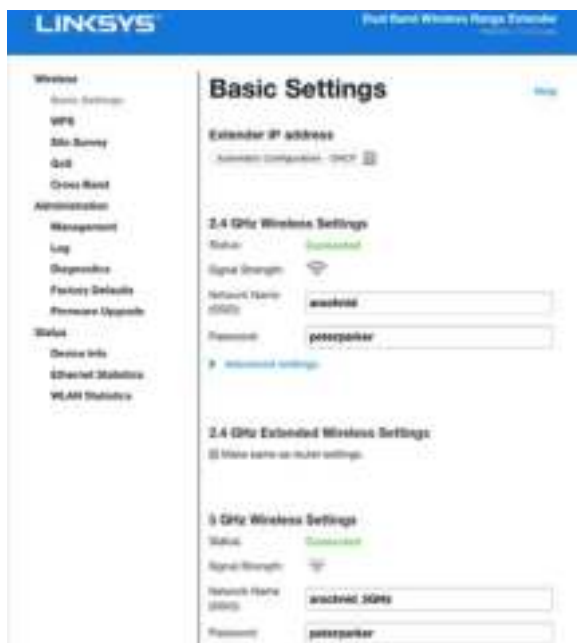 LINKSYS
Dual Band Wireless Range Extender
Wireless
Basic Settings
WPS
Site Survey
QoS
Cross Band
Administration
Management
Log
Diagnostics
Factory Defaults
Firmware Upgrade
Status
Device Info
Ethernet Statistics
WLAN Statistics
Basic Settings
Help
Extender IP address
Automatic Configuration - DHCP
2.4 GHz Wireless Settings
Status: Connected
Signal Strength:
Network Name
(SSID):
arachnid
Password:
peterparker
Advanced settings
2.4 GHz Extended Wireless Settings
Make same as router settings.
5 GHz Wireless Settings
Status: Connected
Signal Strength:
Network Name
(SSID):
arachnid_5GHz
Password:
peterparker